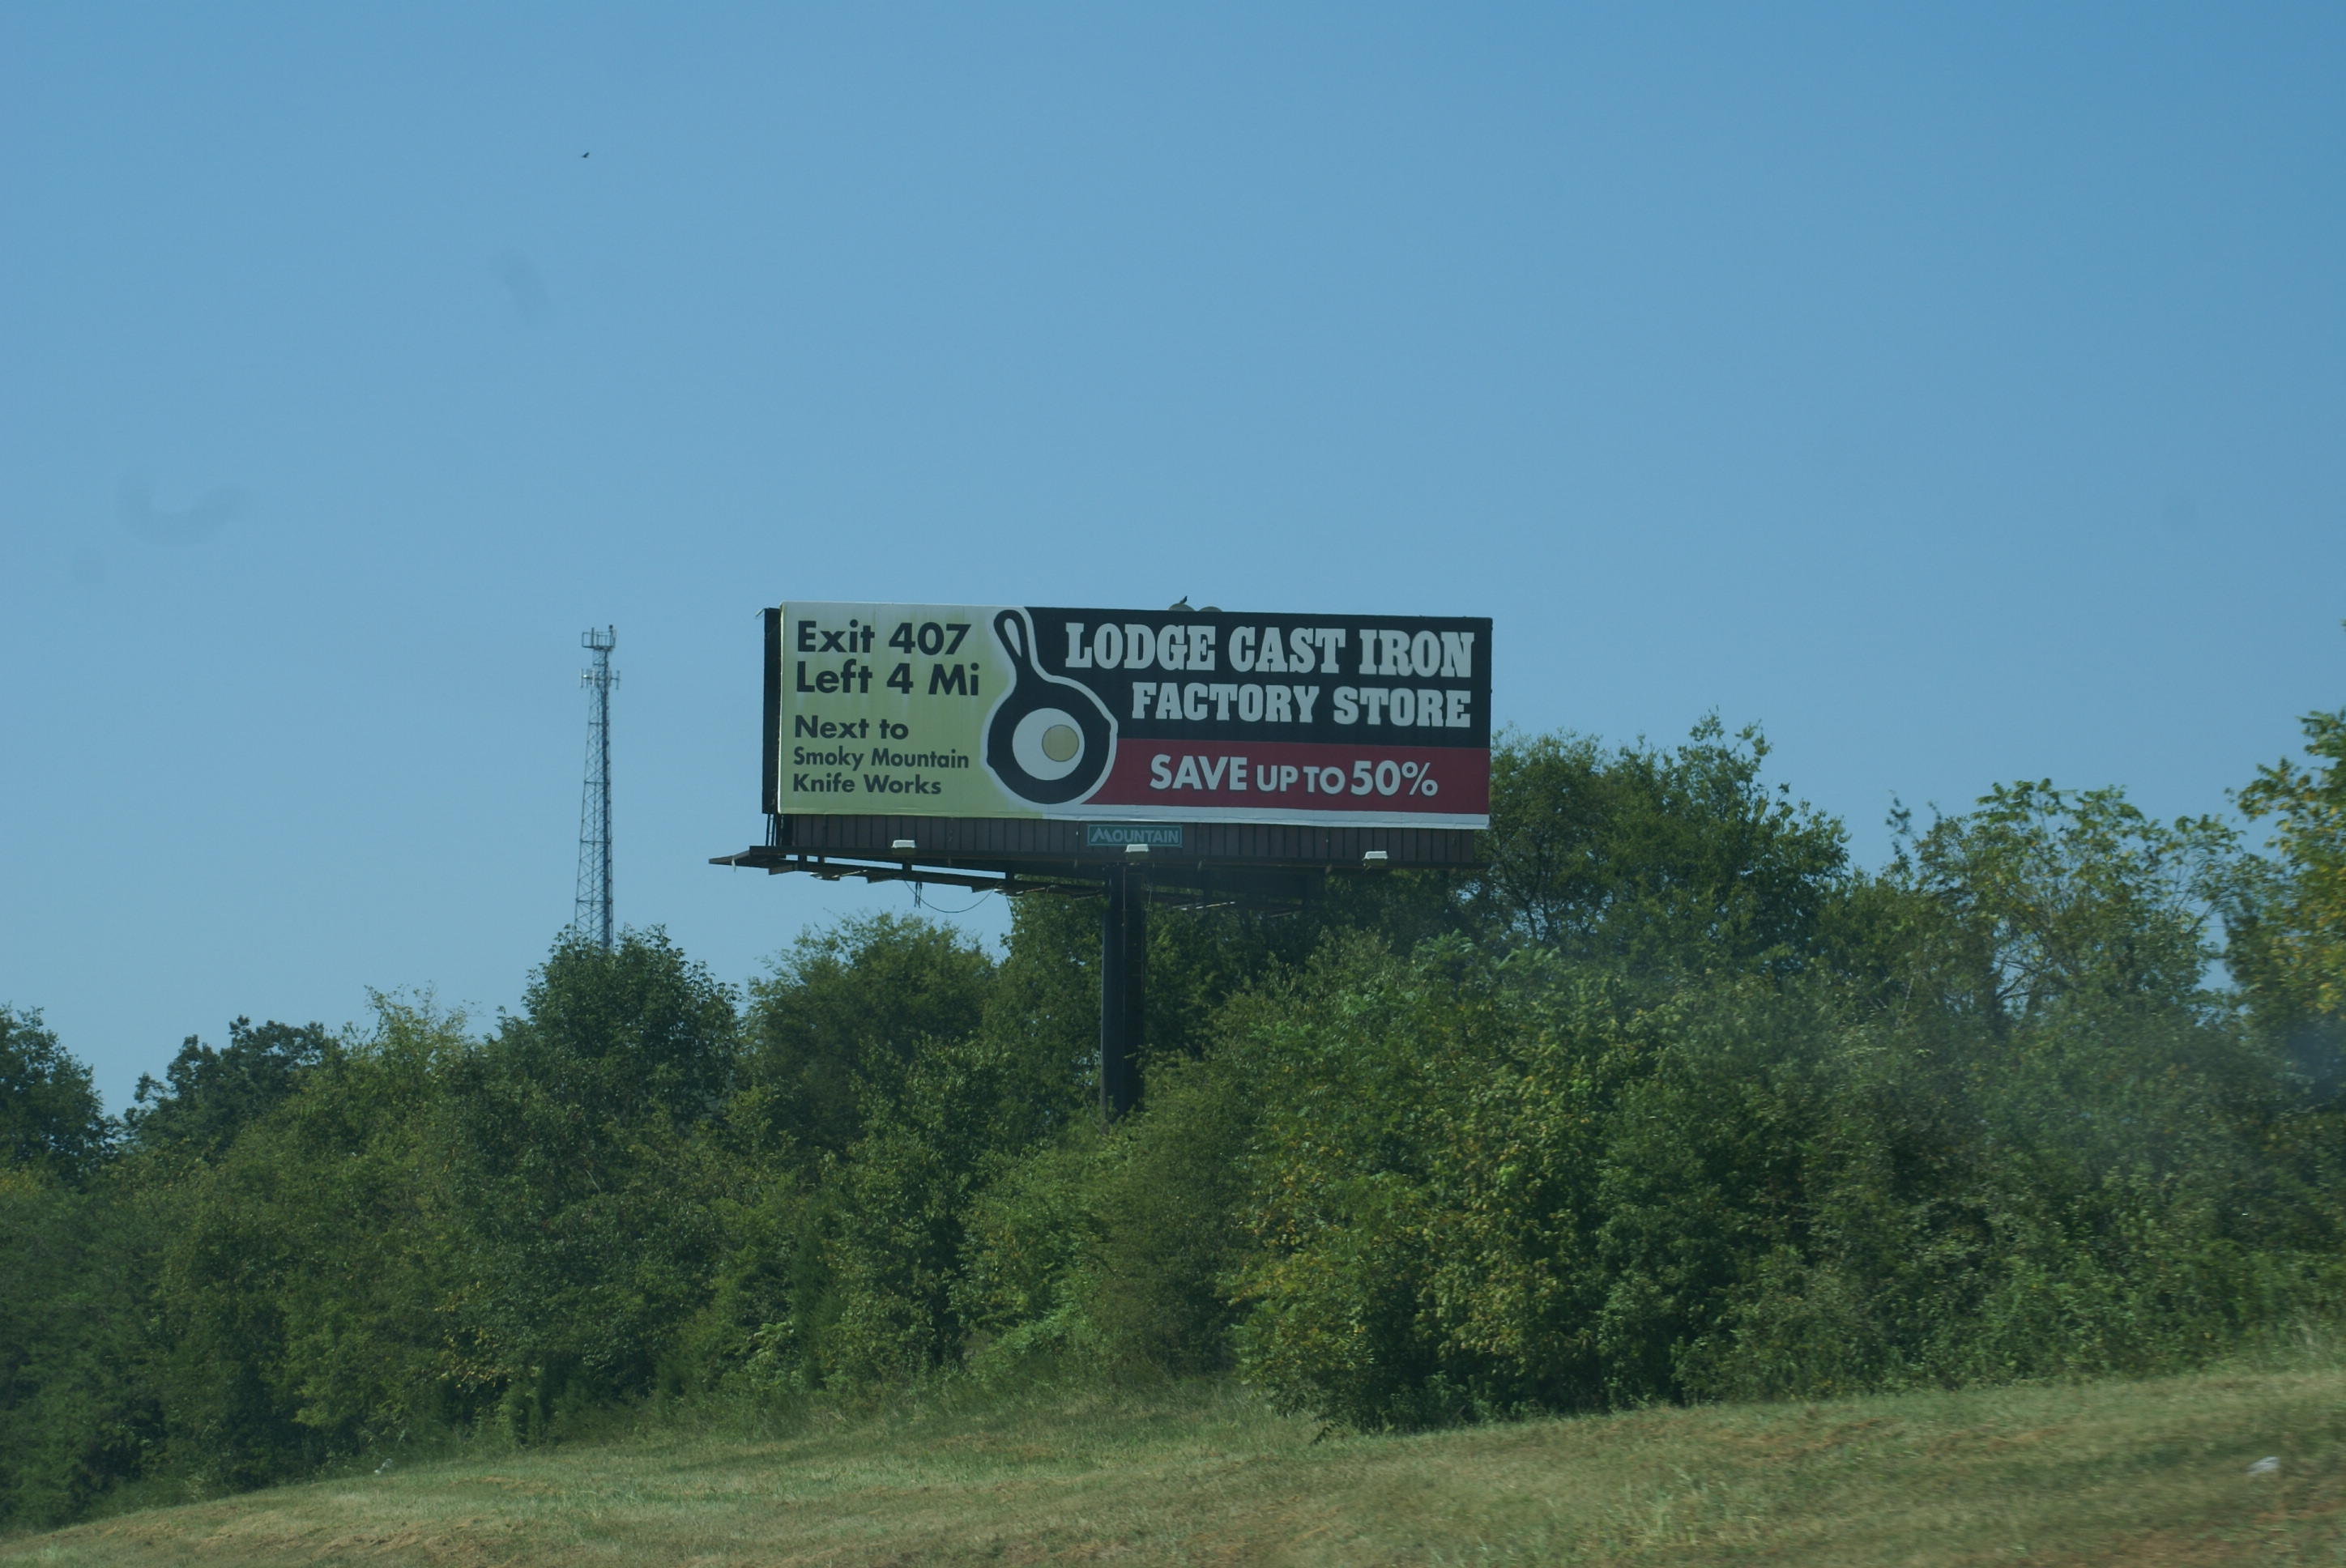 Exit 407
Left 4 Mi
Next to
Smoky Mountain
Knife Works
LODGE CAST IRON
FACTORY STORE
SAVE UP TO 50%
MOUNTAIN